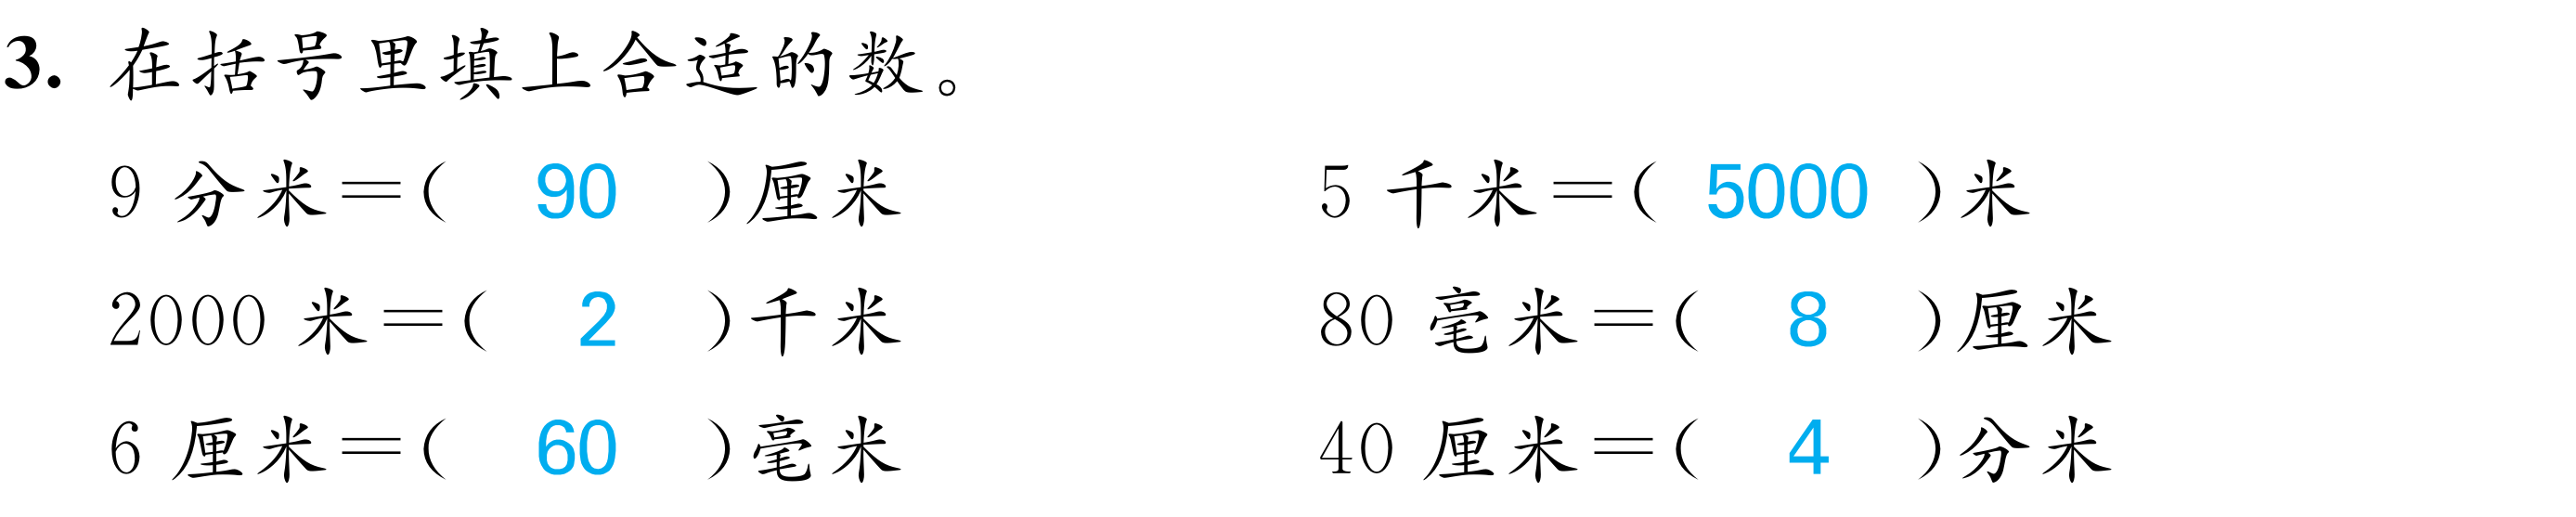 3. 在括号里填上合适的数。
9 分米=( 90 )厘米 5 千米=( 5000 )米
2000 米=( 2 )千米 80 毫米=( 8 )厘米
6 厘米=( 60 )毫米 40 厘米=( 4 )分米